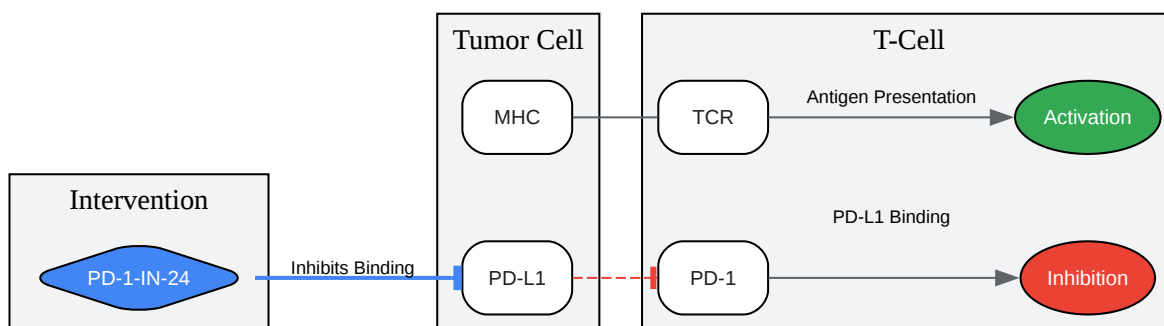 Tumor Cell
T-Cell
MHC
TCR
Antigen Presentation
Activation
Intervention
PD-1-IN-24
Inhibits Binding
PD-L1
PD-1
PD-L1 Binding
Inhibition